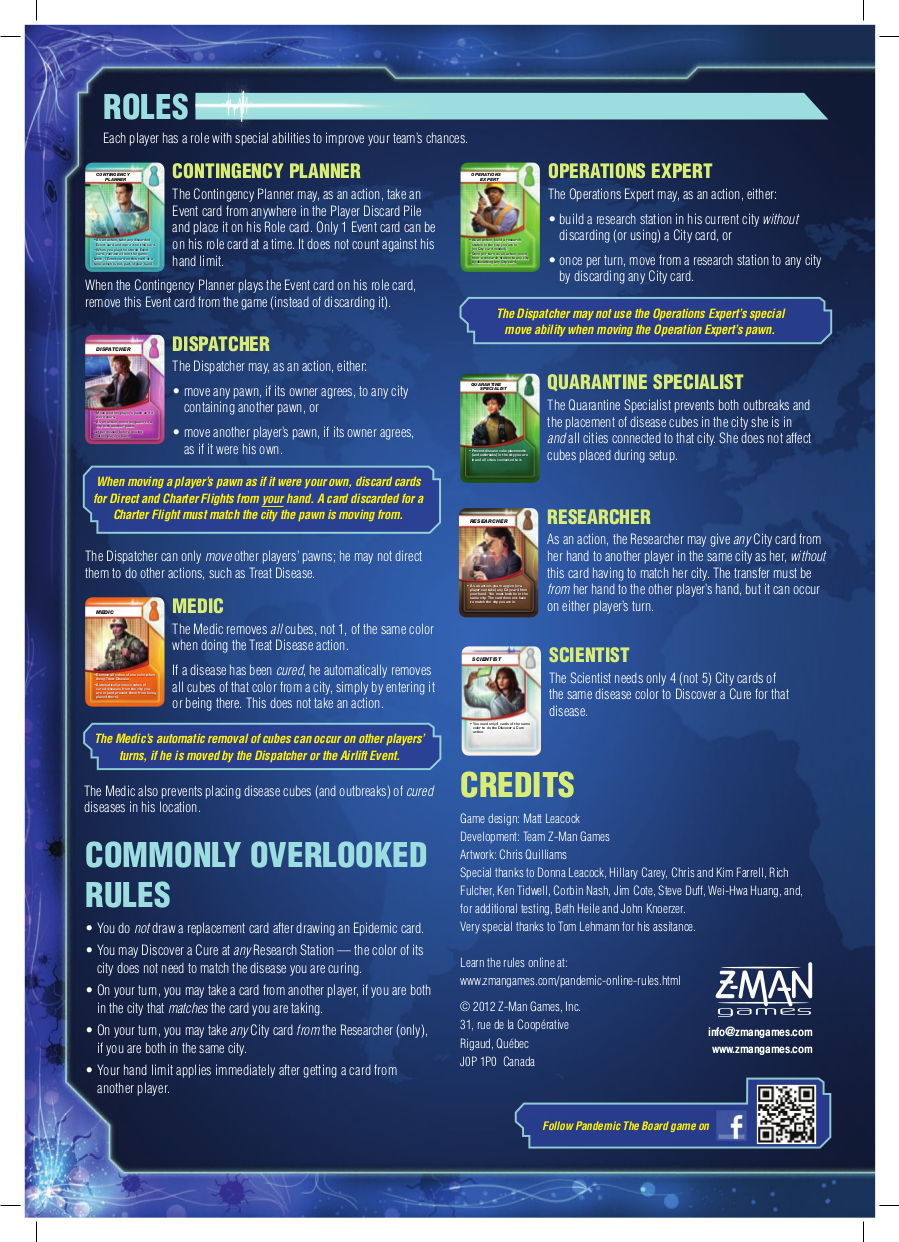 ROLES
Each player has a role with special abilities to improve your team's chances.
CONTINGENCY
PLANNER
CONTINGENCY PLANNER
The Contingency Planner may, as an action, take an
Event card from anywhere in the Player Discard Pile
and place it on his Role card. Only 1 Event card can be
on his role card at a time. It does not count against his
hand limit.
When the Contingency Planner plays the Event card on his role card,
remove this Event card from the game (instead of discarding it).
DISPATCHER
DISPATCHER
The Dispatcher may, as an action, either:
• move any pawn, if its owner agrees, to any city
containing another pawn, or
• move another player's pawn, if its owner agrees,
as if it were his own.
When moving a player's pawn as if it were your own, discard cards
for Direct and Charter Flights from your hand. A card discarded for a
Charter Flight must match the city the pawn is moving from.
The Dispatcher can only move other players' pawns; he may not direct
them to do other actions, such as Treat Disease.
MEDIC
MEDIC
The Medic removes all cubes, not 1, of the same color
when doing the Treat Disease action.
If a disease has been cured, he automatically removes
all cubes of that color from a city, simply by entering it
or being there. This does not take an action.
The Medic's automatic removal of cubes can occur on other players'
turns, if he is moved by the Dispatcher or the Airlift Event.
The Medic also prevents placing disease cubes (and outbreaks) of cured
diseases in his location.
COMMONLY OVERLOOKED
RULES
• You do not draw a replacement card after drawing an Epidemic card.
• You may Discover a Cure at any Research Station — the color of its
city does not need to match the disease you are curing.
• On your turn, you may take a card from another player, if you are both
in the city that matches the card you are taking.
• On your turn, you may take any City card from the Researcher (only),
if you are both in the same city.
• Your hand limit applies immediately after getting a card from
another player.
OPERATIONS
EXPERT
OPERATIONS EXPERT
The Operations Expert may, as an action, either:
• build a research station in his current city without
discarding (or using) a City card, or
• once per turn, move from a research station to any city
by discarding any City card.
The Dispatcher may not use the Operations Expert's special
move ability when moving the Operation Expert's pawn.
QUARANTINE
SPECIALIST
QUARANTINE SPECIALIST
The Quarantine Specialist prevents both outbreaks and
the placement of disease cubes in the city she is in
and all cities connected to that city. She does not affect
cubes placed during setup.
RESEARCHER
RESEARCHER
As an action, the Researcher may give any City card from
her hand to another player in the same city as her, without
this card having to match her city. The transfer must be
from her hand to the other player's hand, but it can occur
on either player's turn.
SCIENTIST
• You need only 4 cards of the same
color to do the Discover a Cure
action.
SCIENTIST
The Scientist needs only 4 (not 5) City cards of
the same disease color to Discover a Cure for that
disease.
CREDITS
Game design: Matt Leacock
Development: Team Z-Man Games
Artwork: Chris Quilliams
Special thanks to Donna Leacock, Hillary Carey, Chris and Kim Farrell, Rich
Fulcher, Ken Tidwell, Corbin Nash, Jim Cote, Steve Duff, Wei-Hwa Huang, and,
for additional testing, Beth Heile and John Knoerzer.
Very special thanks to Tom Lehmann for his assitance.
Learn the rules online at:
www.zmangames.com/pandemic-online-rules.html
© 2012 Z-Man Games, Inc.
31, rue de la Coopérative
Rigaud, Québec
J0P 1P0 Canada
Z-MAN
games
info@zmangames.com
www.zmangames.com
Follow Pandemic The Board game on f